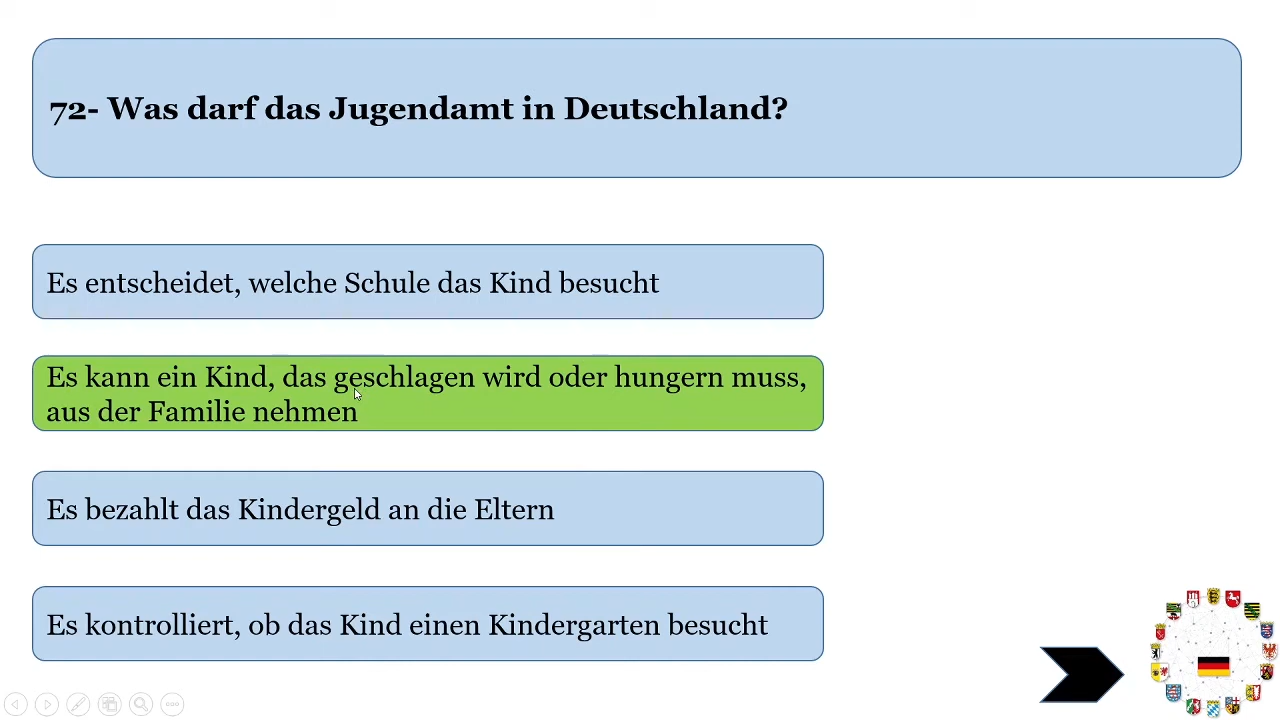 72- Was darf das Jugendamt in Deutschland?
Es entscheidet, welche Schule das Kind besucht
Es kann ein Kind, das geschlagen wird oder hungern muss,
aus der Familie nehmen
Es bezahlt das Kindergeld an die Eltern
Es kontrolliert, ob das Kind einen Kindergarten besucht